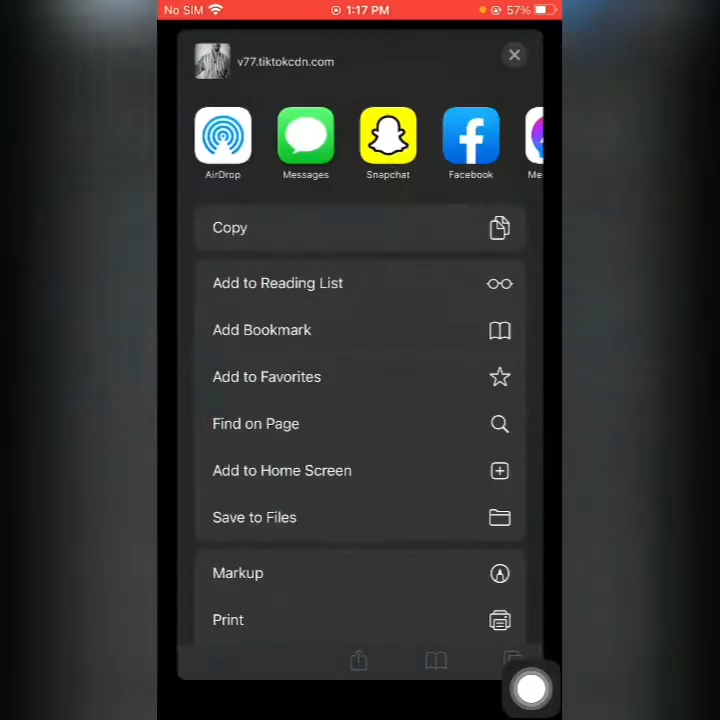 No SIM 1:17 PM 57%
v77.tiktokcdn.com
AirDrop Messages Snapchat Facebook Me
Copy
Add to Reading List
Add Bookmark
Add to Favorites
Find on Page
Add to Home Screen
Save to Files
Markup
Print